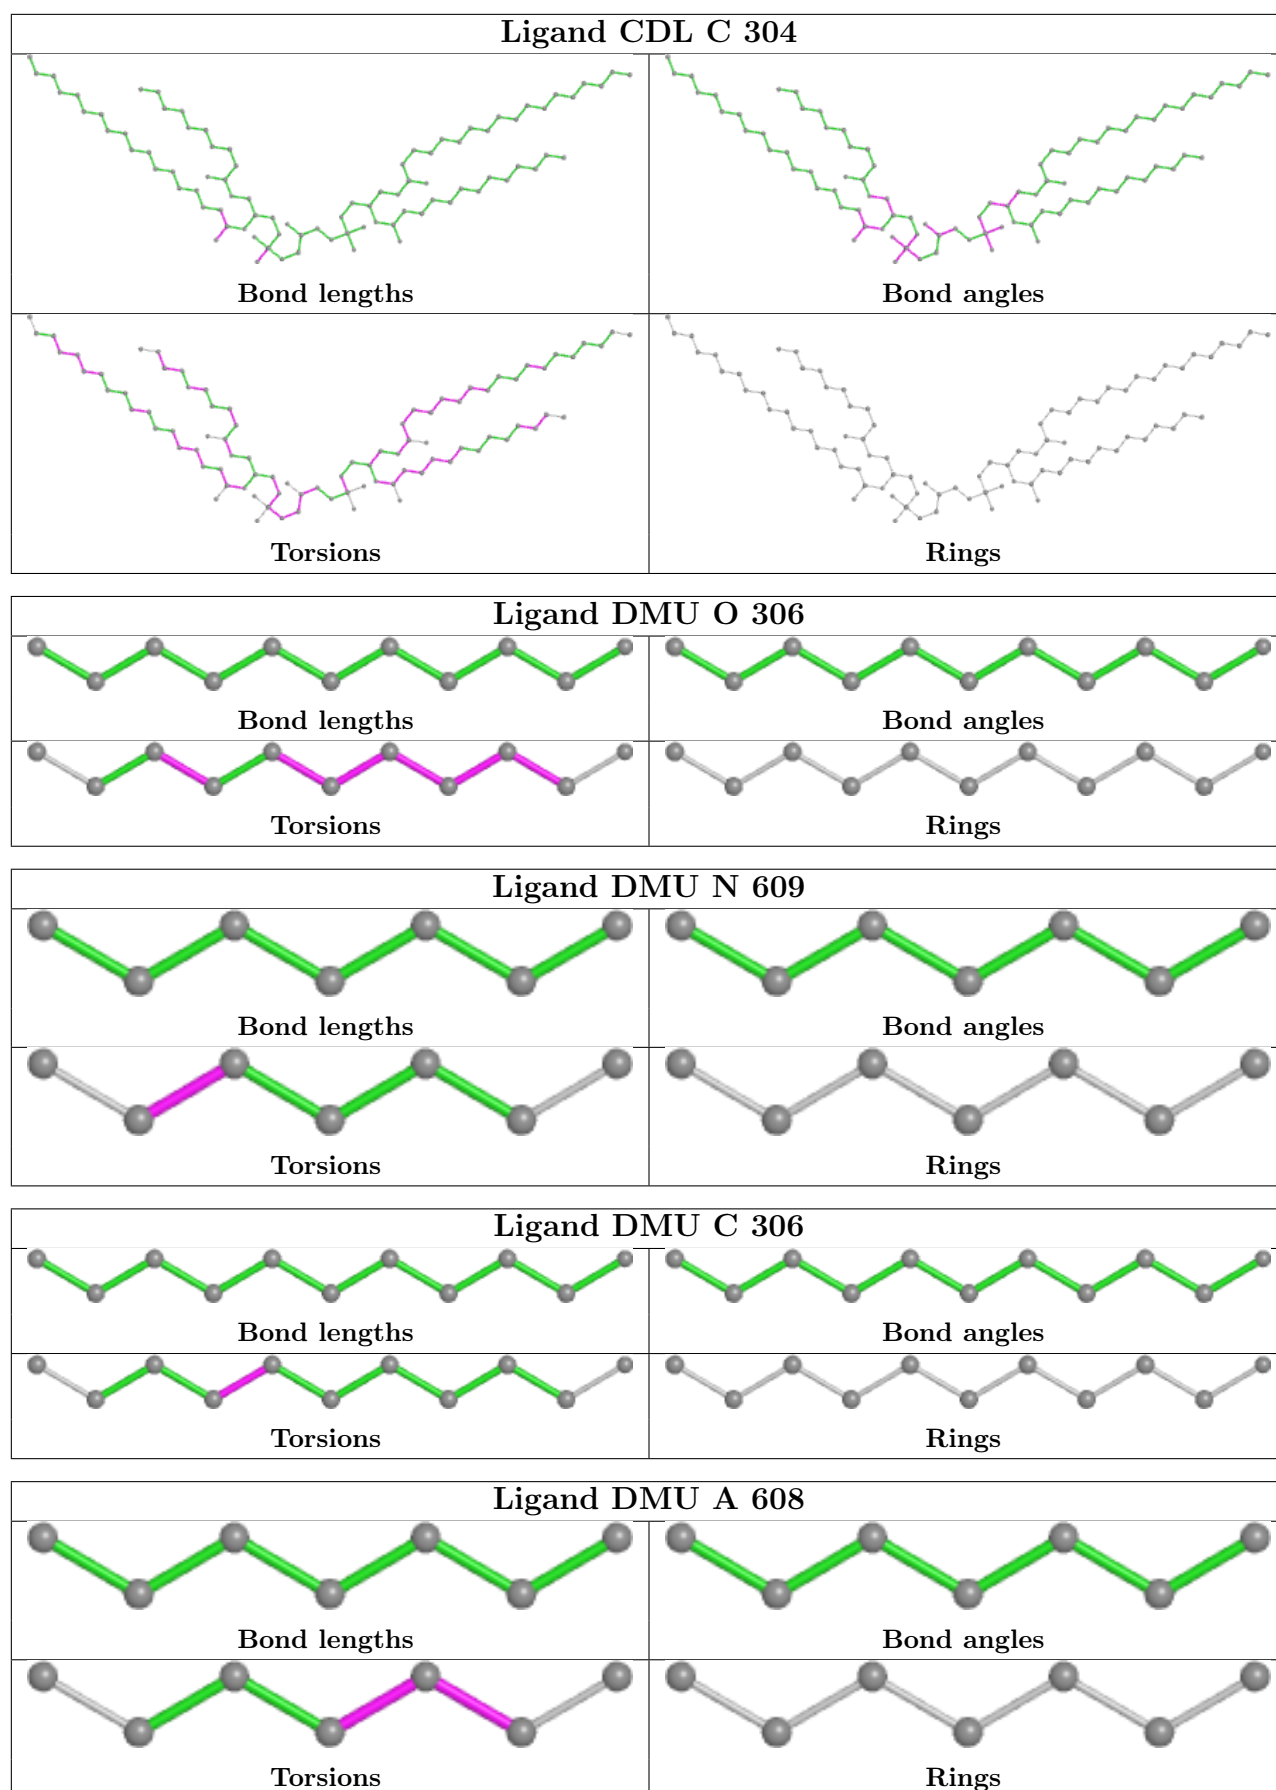 Ligand CDL C 304
Bond lengths
Bond angles
Torsions
Rings
Ligand DMU O 306
Bond lengths
Bond angles
Torsions
Rings
Ligand DMU N 609
Bond lengths
Bond angles
Torsions
Rings
Ligand DMU C 306
Bond lengths
Bond angles
Torsions
Rings
Ligand DMU A 608
Bond lengths
Bond angles
Torsions
Rings